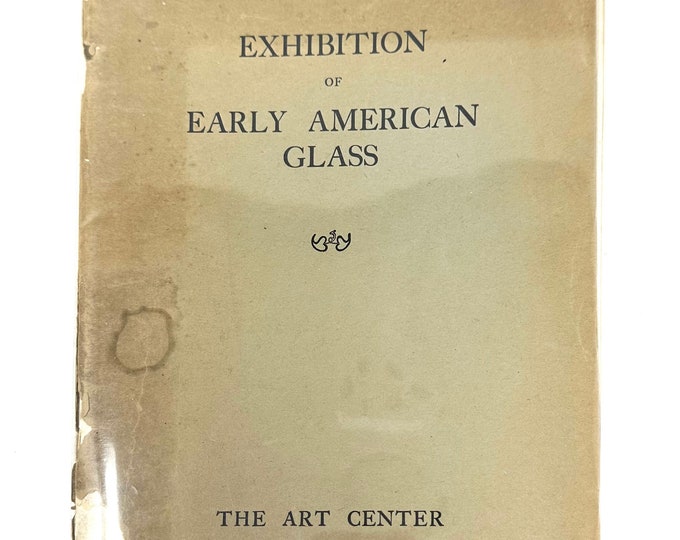 EXHIBITION
OF
EARLY AMERICAN
GLASS
THE ART CENTER